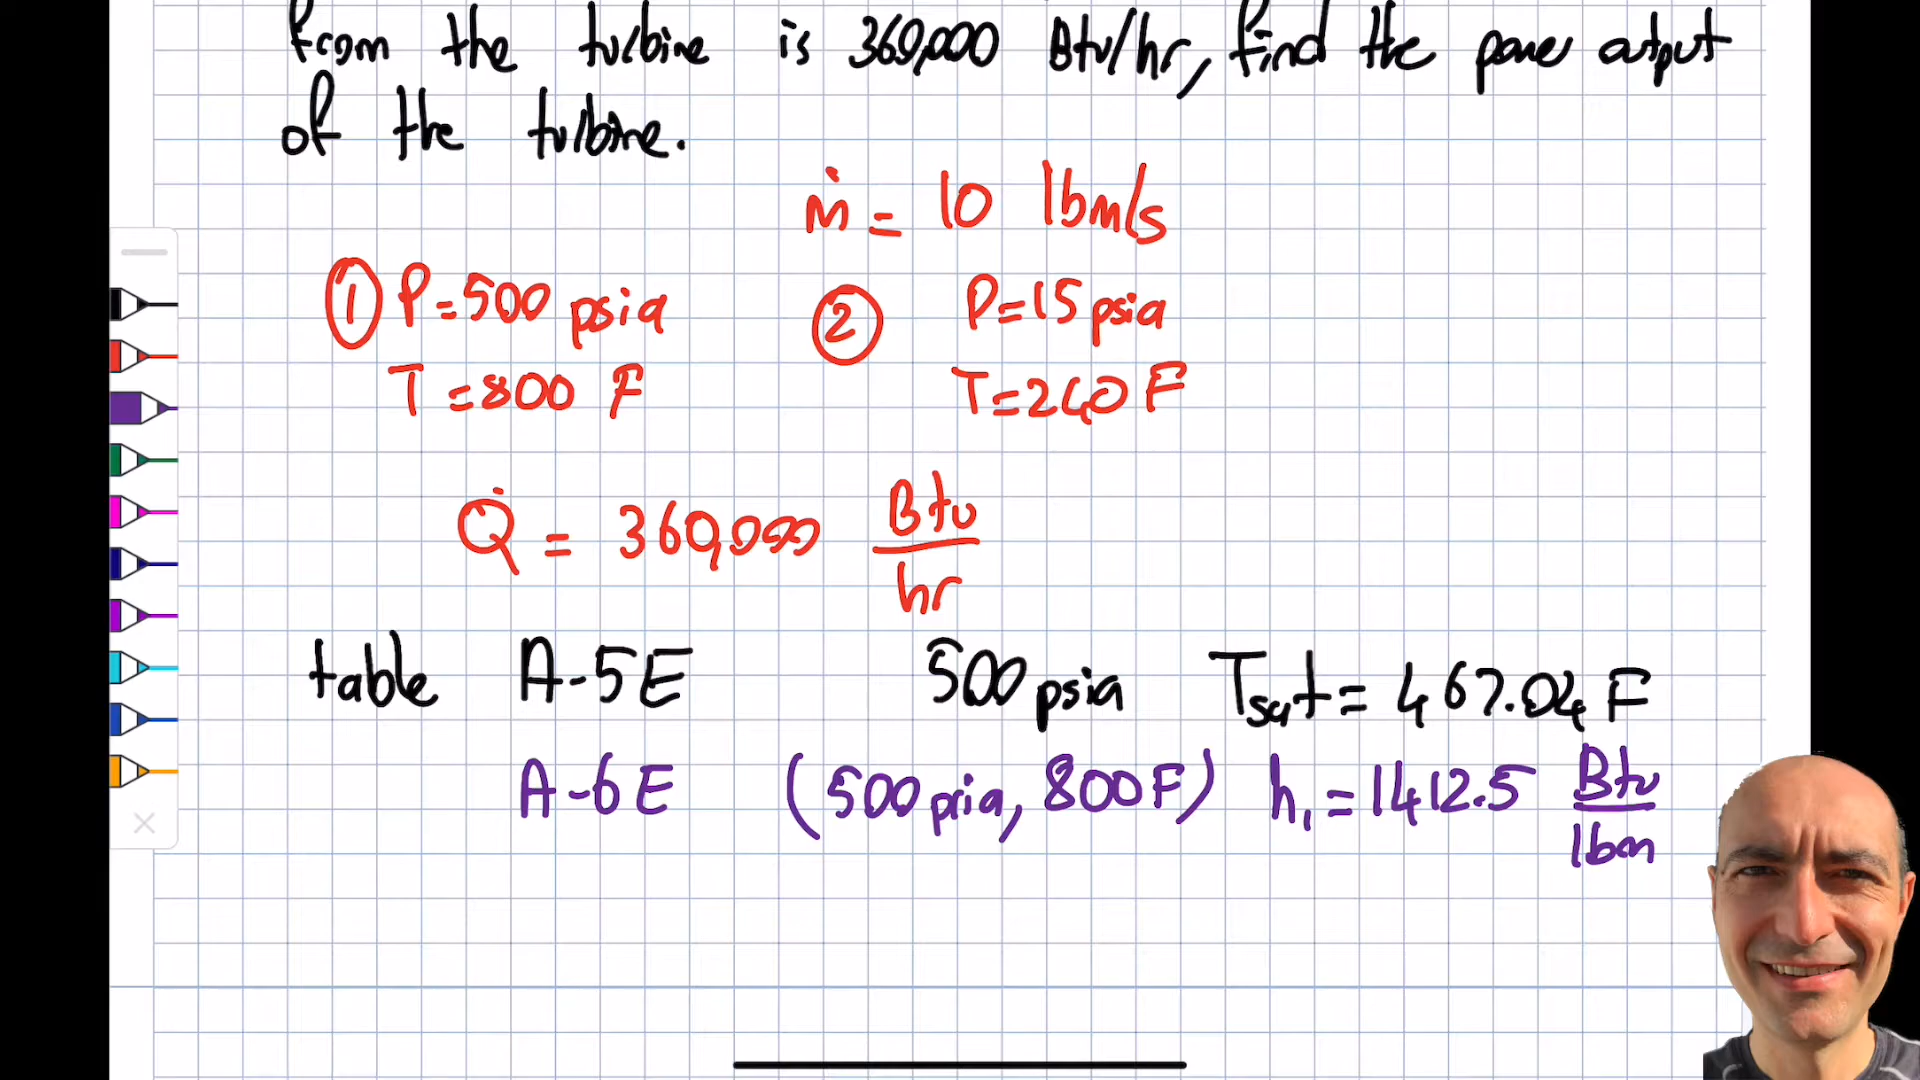 from the turbine is 360,000 Btu/hr, find the power output
of the turbine.
ṁ = 10 lbm/s
① P=500 psia ② P=15 psia
T=800 F T=240 F
Q̇ = 360,000 Btu/hr
table A-5E 500 psia Tsat = 467.04 F
A-6E (500 psia, 800F) h₁ = 1412.5 Btu/lbm